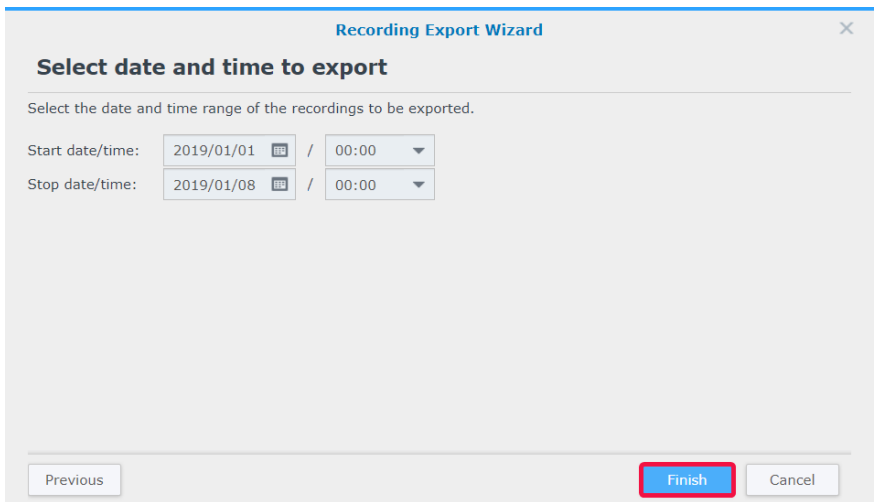 Recording Export Wizard
Select date and time to export
Select the date and time range of the recordings to be exported.
Start date/time: 2019/01/01 / 00:00
Stop date/time: 2019/01/08 / 00:00
Previous Finish Cancel